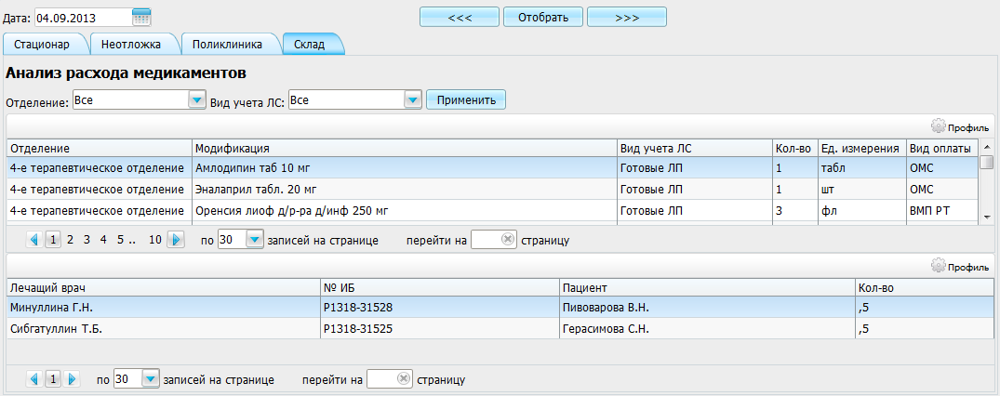 Дата: 04.09.2013 <<< Отобрать >>>
Стационар Неотложка Поликлиника Склад
Анализ расхода медикаментов
Отделение: Все Вид учета ЛС: Все Применить
Профиль
Отделение Модификация Вид учета ЛС Кол-во Ед. измерения Вид оплаты
4-е терапевтическое отделение Амлодипин таб 10 мг Готовые ЛП 1 табл ОМС
4-е терапевтическое отделение Эналаприл табл. 20 мг Готовые ЛП 1 шт ОМС
4-е терапевтическое отделение Оренсия лиоф д/р-ра д/инф 250 мг Готовые ЛП 3 фл ВМП РТ
1 2 3 4 5 .. 10 по 30 записей на странице перейти на страницу
Профиль
Лечащий врач № ИБ Пациент Кол-во
Минуллина Г.Н. P1318-31528 Пивоварова В.Н. ,5
Сибгатуллин Т.Б. P1318-31525 Герасимова С.Н. ,5
1 по 30 записей на странице перейти на страницу